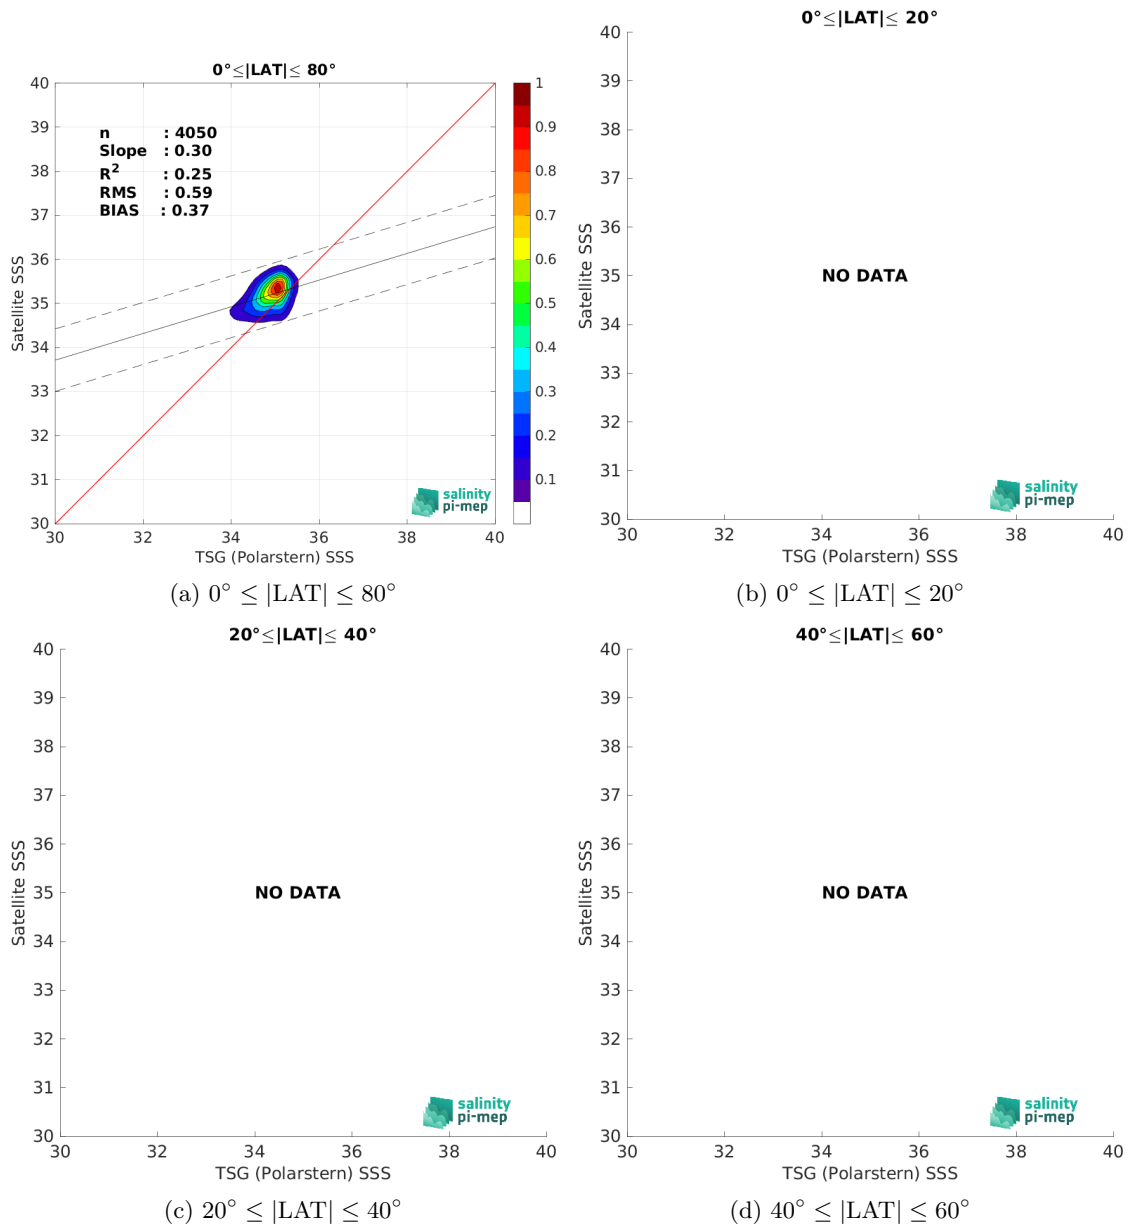 0°≤|LAT|≤ 80°
40
39
38
37
36
35
34
33
32
31
30
Satellite SSS
n : 4050
Slope : 0.30
R² : 0.25
RMS : 0.59
BIAS : 0.37
1
0.9
0.8
0.7
0.6
0.5
0.4
0.3
0.2
0.1
salinity
pi-mep
30 32 34 36 38 40
TSG (Polarstern) SSS
(a) 0° ≤ |LAT| ≤ 80°
0°≤|LAT|≤ 20°
40
39
38
37
36
35
34
33
32
31
30
Satellite SSS
NO DATA
salinity
pi-mep
30 32 34 36 38 40
TSG (Polarstern) SSS
(b) 0° ≤ |LAT| ≤ 20°
20°≤|LAT|≤ 40°
40
39
38
37
36
35
34
33
32
31
30
Satellite SSS
NO DATA
salinity
pi-mep
30 32 34 36 38 40
TSG (Polarstern) SSS
(c) 20° ≤ |LAT| ≤ 40°
40°≤|LAT|≤ 60°
40
39
38
37
36
35
34
33
32
31
30
Satellite SSS
NO DATA
salinity
pi-mep
30 32 34 36 38 40
TSG (Polarstern) SSS
(d) 40° ≤ |LAT| ≤ 60°